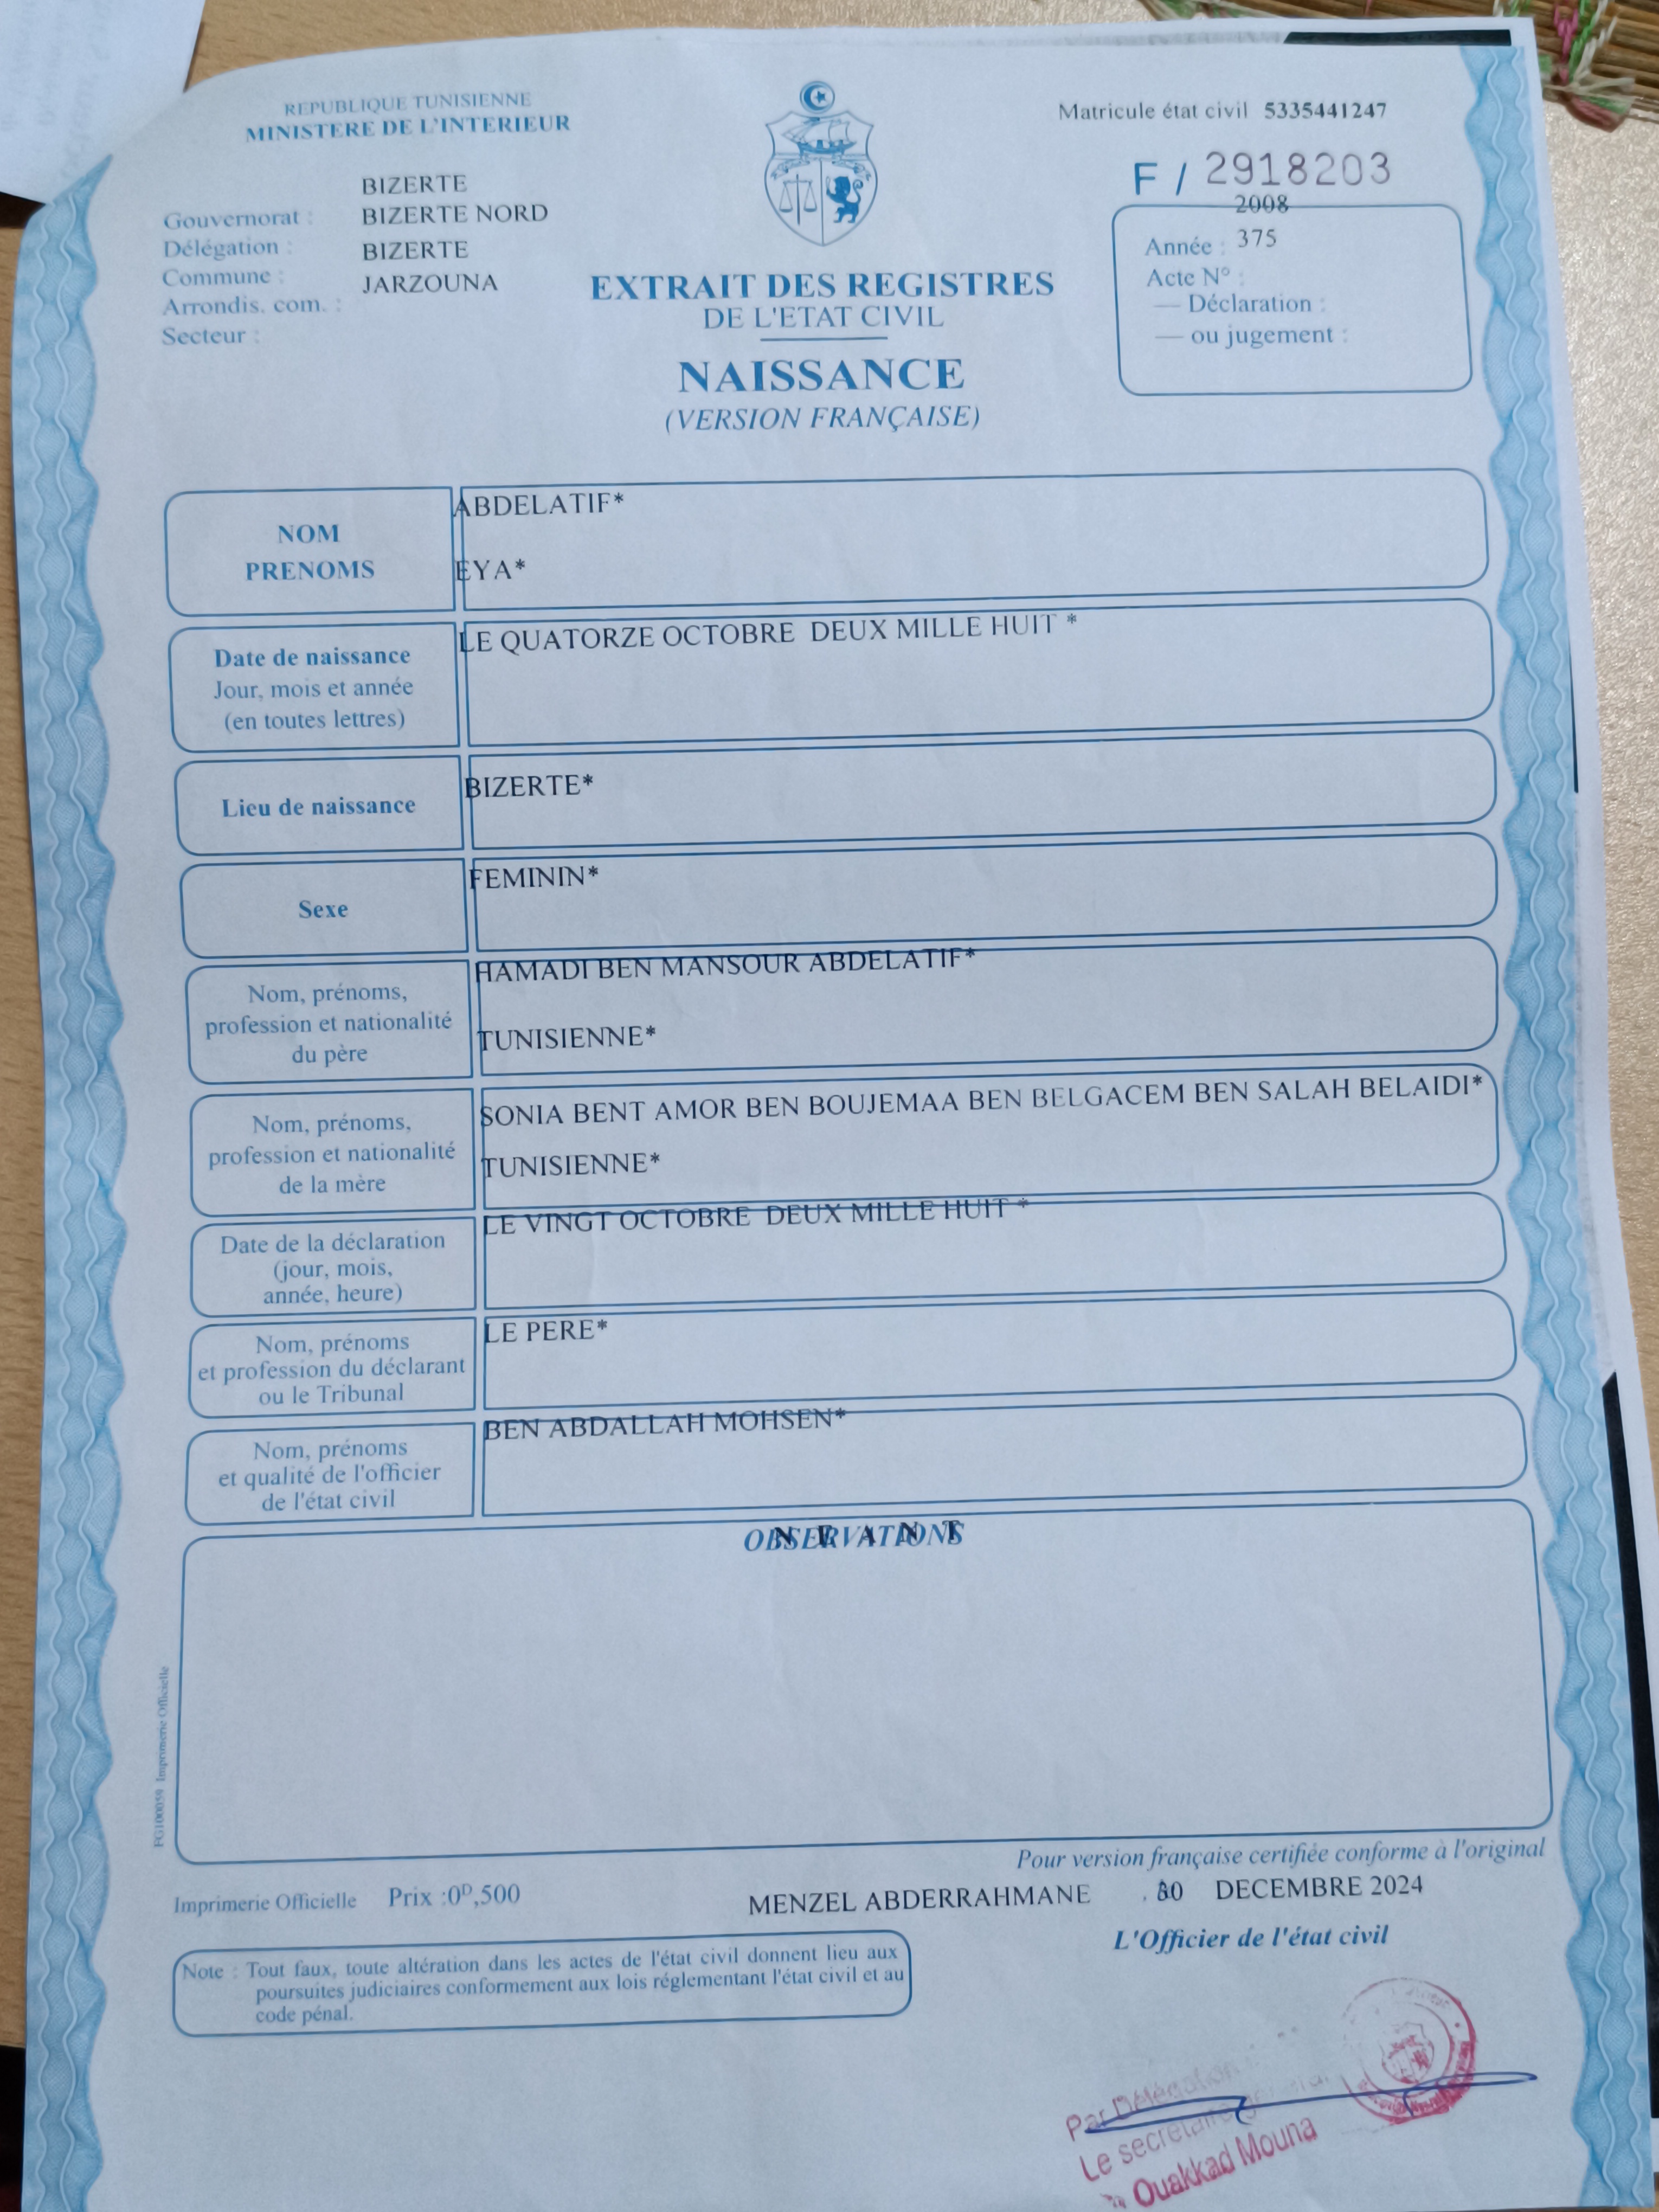 REPUBLIQUE TUNISIENNE
MINISTERE DE L'INTERIEUR
Matricule état civil 5335441247
F / 2918203
BIZERTE
Gouvernorat : BIZERTE NORD
Délégation : BIZERTE
Commune : JARZOUNA
Arrondis. com. :
Secteur :
2008
Année : 375
Acte N° :
— Déclaration :
— ou jugement :
EXTRAIT DES REGISTRES
DE L'ETAT CIVIL
NAISSANCE
(VERSION FRANÇAISE)
NOM
PRENOMS
ABDELATIF*
EYA*
Date de naissance
Jour, mois et année
(en toutes lettres)
LE QUATORZE OCTOBRE DEUX MILLE HUIT *
Lieu de naissance
BIZERTE*
Sexe
FEMININ*
Nom, prénoms,
profession et nationalité
du père
HAMADI BEN MANSOUR ABDELATIF*
TUNISIENNE*
Nom, prénoms,
profession et nationalité
de la mère
SONIA BENT AMOR BEN BOUJEMAA BEN BELGACEM BEN SALAH BELAIDI*
TUNISIENNE*
Date de la déclaration
(jour, mois,
année, heure)
LE VINGT OCTOBRE DEUX MILLE HUIT *
Nom, prénoms
et profession du déclarant
ou le Tribunal
LE PERE*
Nom, prénoms
et qualité de l'officier
de l'état civil
BEN ABDALLAH MOHSEN*
OBSERVATIONS
N E A N T
FG100059 Imprimerie Officielle
Pour version française certifiée conforme à l'original
Imprimerie Officielle Prix :0ᴰ,500
MENZEL ABDERRAHMANE , DECEMBRE 2024
L'Officier de l'état civil
Note : Tout faux, toute altération dans les actes de l'état civil donnent lieu aux
poursuites judiciaires conformement aux lois réglementant l'état civil et au
code pénal.
Par Délégation
Le secrétaire général
Ouakkad Mouna